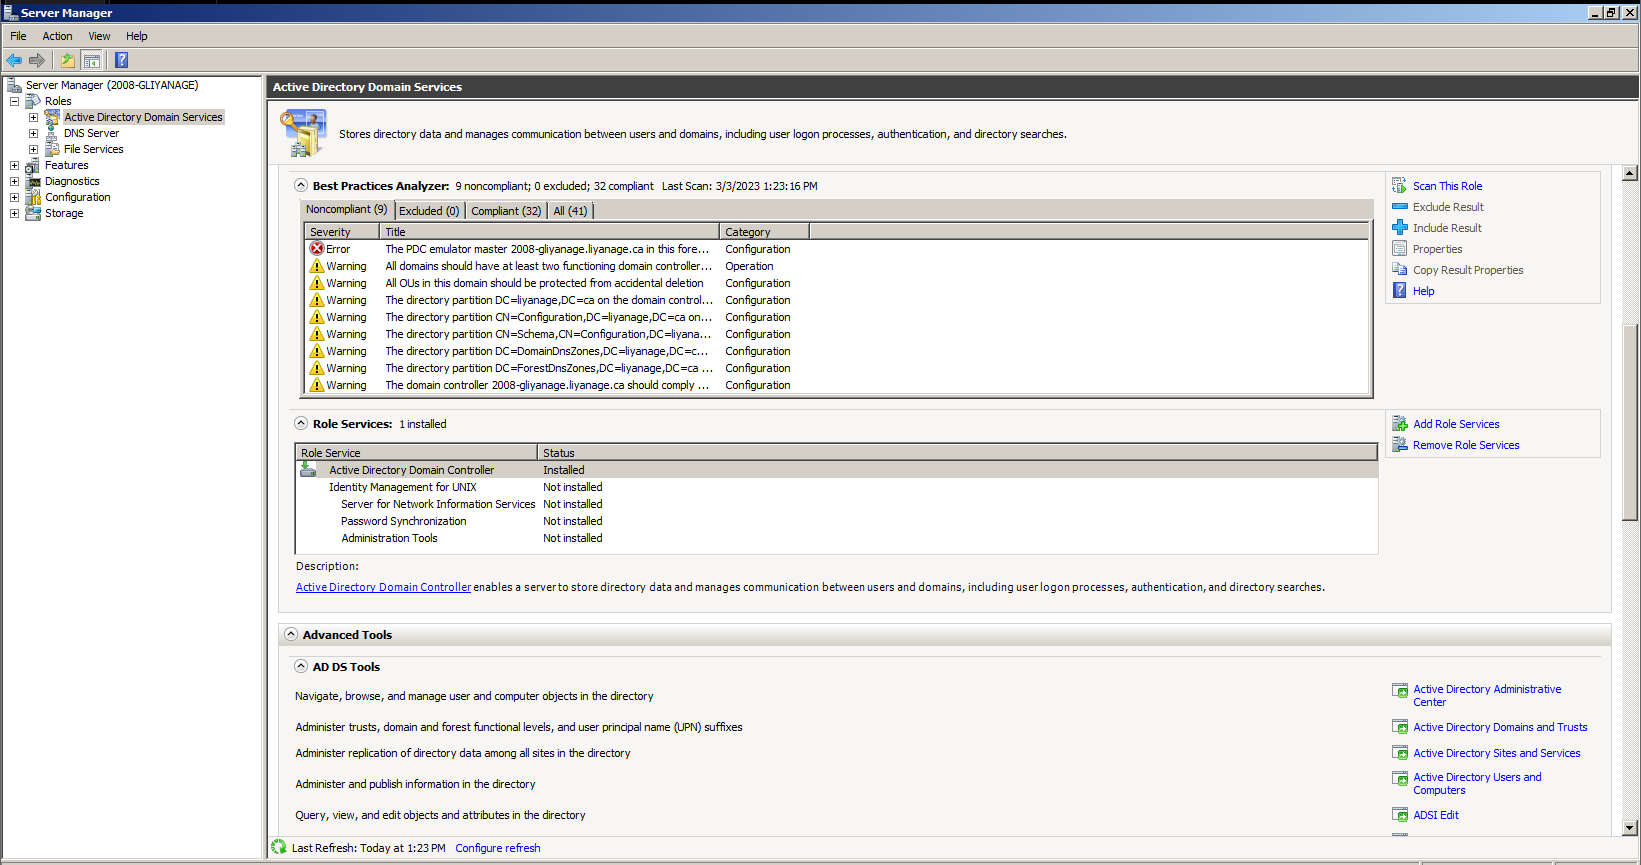 Server Manager
File Action View Help
Server Manager (2008-GLIYANAGE)
Roles
Active Directory Domain Services
DNS Server
File Services
Features
Diagnostics
Configuration
Storage
Active Directory Domain Services
Stores directory data and manages communication between users and domains, including user logon processes, authentication, and directory searches.
Best Practices Analyzer: 9 noncompliant; 0 excluded; 32 compliant Last Scan: 3/3/2023 1:23:16 PM
Noncompliant (9) Excluded (0) Compliant (32) All (41)
Severity Title Category
Error The PDC emulator master 2008-gliyanage.liyanage.ca in this fore... Configuration
Warning All domains should have at least two functioning domain controller... Operation
Warning All OUs in this domain should be protected from accidental deletion Configuration
Warning The directory partition DC=liyanage,DC=ca on the domain control... Configuration
Warning The directory partition CN=Configuration,DC=liyanage,DC=ca on... Configuration
Warning The directory partition CN=Schema,CN=Configuration,DC=liyana... Configuration
Warning The directory partition DC=DomainDnsZones,DC=liyanage,DC=c... Configuration
Warning The directory partition DC=ForestDnsZones,DC=liyanage,DC=ca ... Configuration
Warning The domain controller 2008-gliyanage.liyanage.ca should comply ... Configuration
Scan This Role
Exclude Result
Include Result
Properties
Copy Result Properties
Help
Role Services: 1 installed
Role Service Status
Active Directory Domain Controller Installed
Identity Management for UNIX Not installed
Server for Network Information Services Not installed
Password Synchronization Not installed
Administration Tools Not installed
Add Role Services
Remove Role Services
Description:
Active Directory Domain Controller enables a server to store directory data and manages communication between users and domains, including user logon processes, authentication, and directory searches.
Advanced Tools
AD DS Tools
Navigate, browse, and manage user and computer objects in the directory
Active Directory Administrative
Center
Administer trusts, domain and forest functional levels, and user principal name (UPN) suffixes
Active Directory Domains and Trusts
Administer replication of directory data among all sites in the directory
Active Directory Sites and Services
Administer and publish information in the directory
Active Directory Users and
Computers
Query, view, and edit objects and attributes in the directory
ADSI Edit
Last Refresh: Today at 1:23 PM Configure refresh